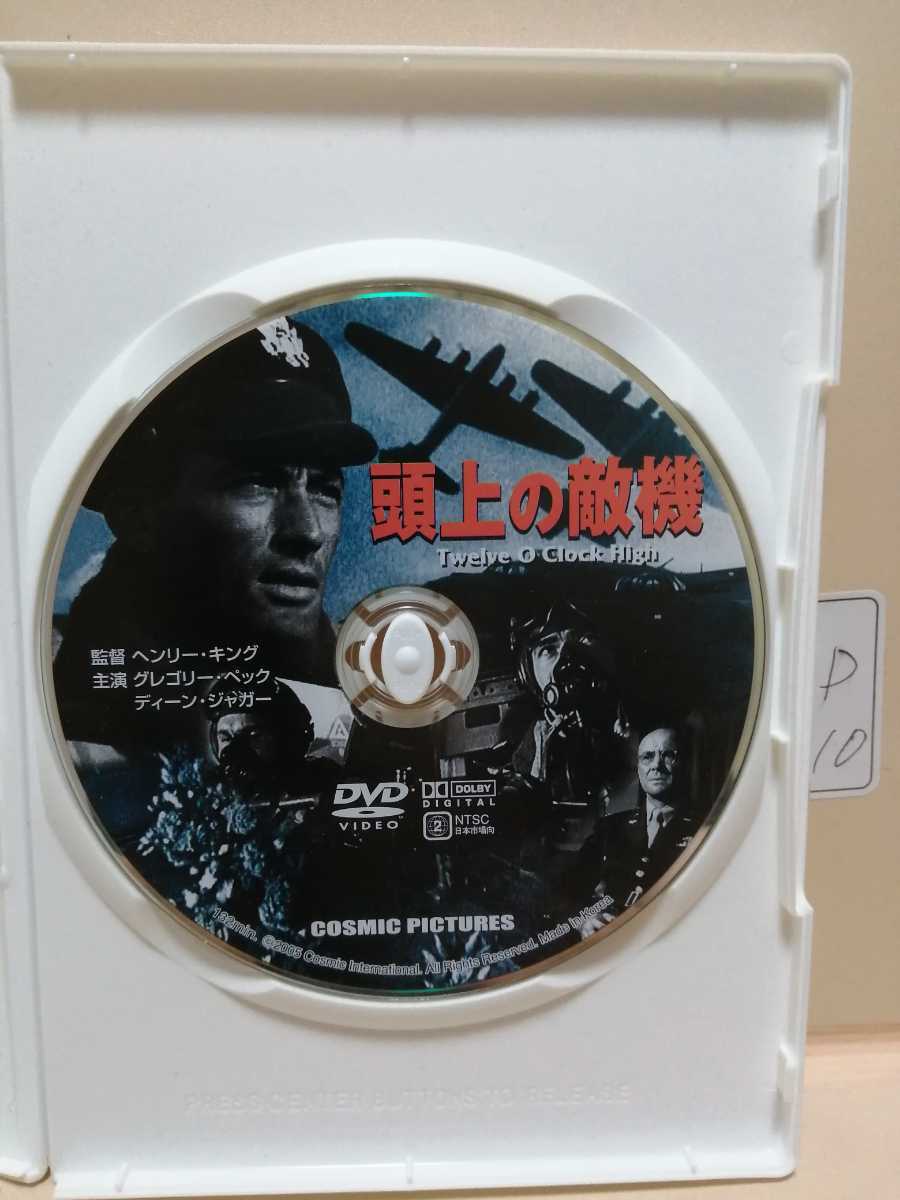 頭上の敵機
Twelve O Clock High
監督 ヘンリー・キング
主演 グレゴリー・ペック
ディーン・ジャガー
DVD
VIDEO
DOLBY
DIGITAL
2
NTSC
日本市場向
COSMIC PICTURES
132min. ©2005 Cosmic International. All Rights Reserved. Made in Korea
PRESS CENTER BUTTONS TO RELEASE
P
10